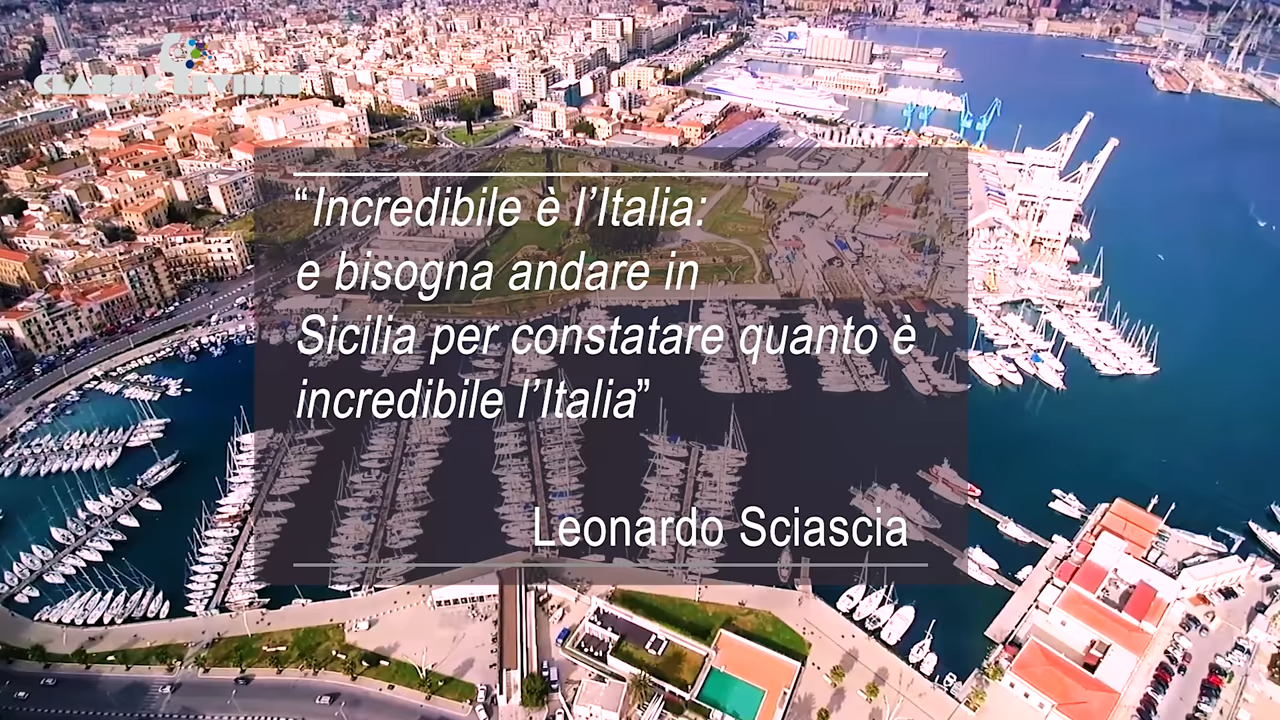 “Incredibile è l’Italia:
e bisogna andare in
Sicilia per constatare quanto è
incredibile l’Italia”
Leonardo Sciascia